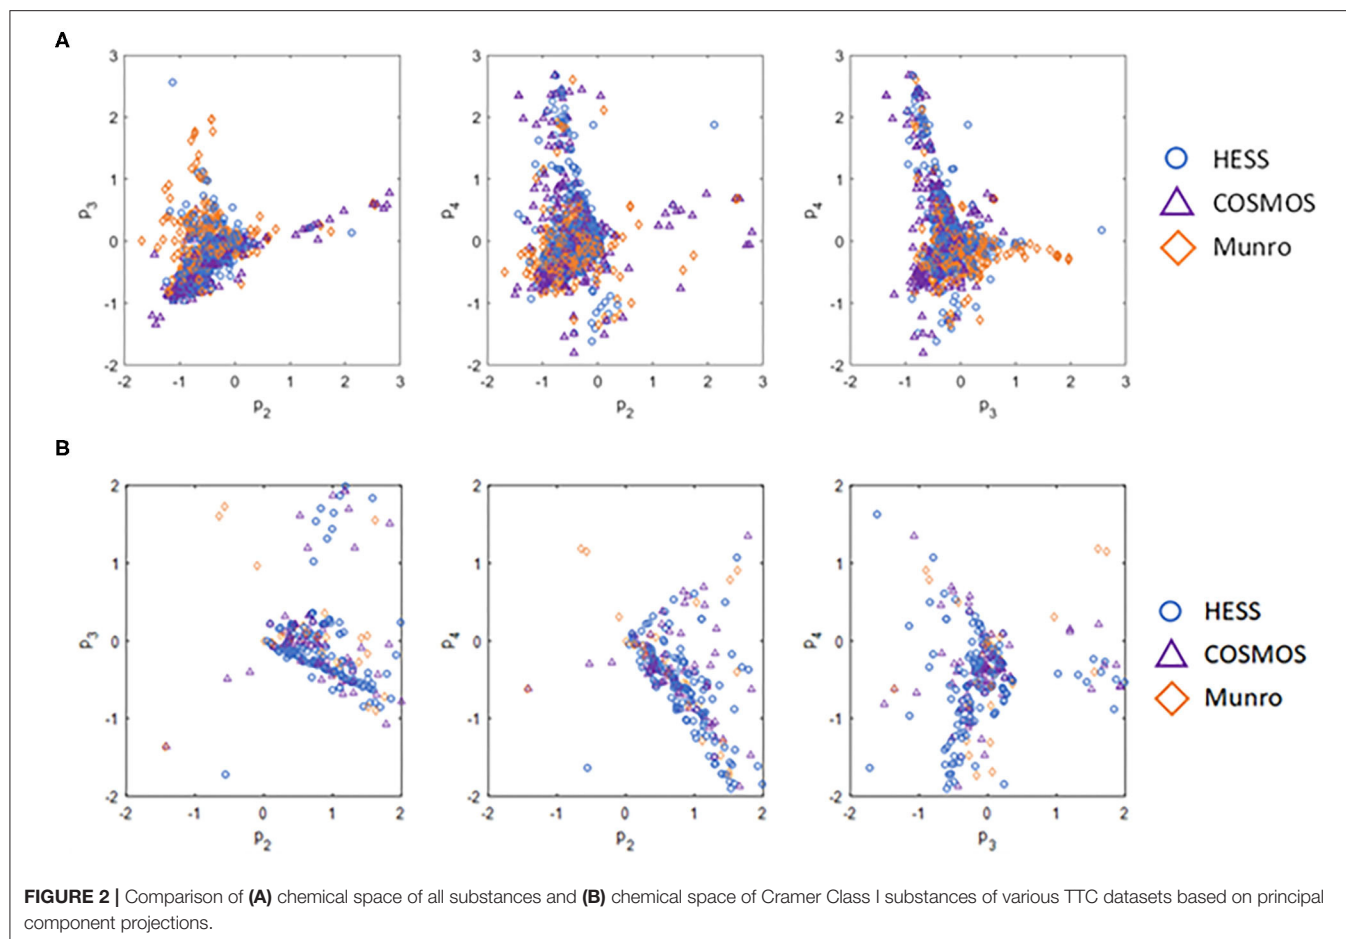 A
3
2
1
0
-1
-2
-2 -1 0 1 2 3
p3
p2
3
2
1
0
-1
-2
-2 -1 0 1 2 3
p4
p2
3
2
1
0
-1
-2
-2 -1 0 1 2 3
p4
p3
HESS
COSMOS
Munro
B
2
1
0
-1
-2
-2 -1 0 1 2
p3
p2
2
1
0
-1
-2
-2 -1 0 1 2
p4
p2
2
1
0
-1
-2
-2 -1 0 1 2
p4
p3
HESS
COSMOS
Munro
FIGURE 2 | Comparison of (A) chemical space of all substances and (B) chemical space of Cramer Class I substances of various TTC datasets based on principal
component projections.